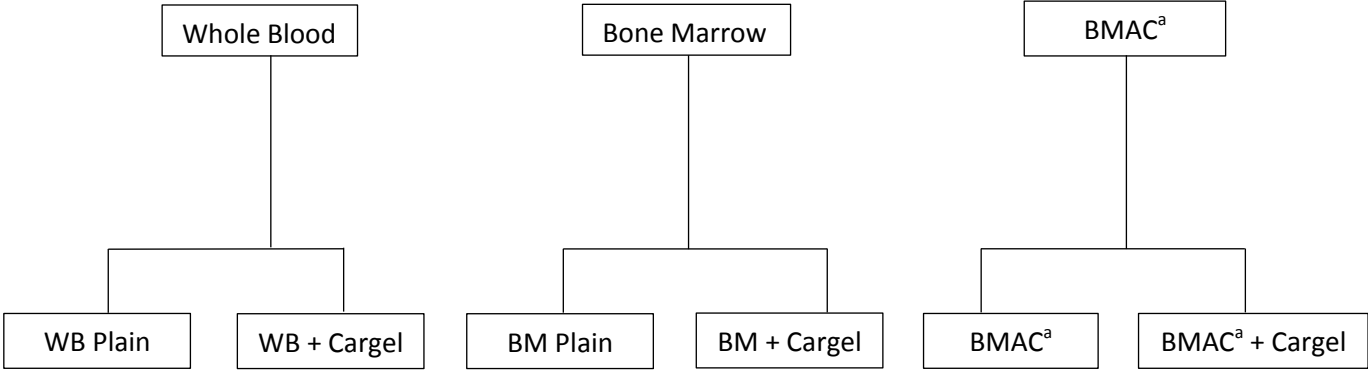 Whole Blood
Bone Marrow
BMACᵃ
WB Plain
WB + Cargel
BM Plain
BM + Cargel
BMACᵃ
BMACᵃ + Cargel